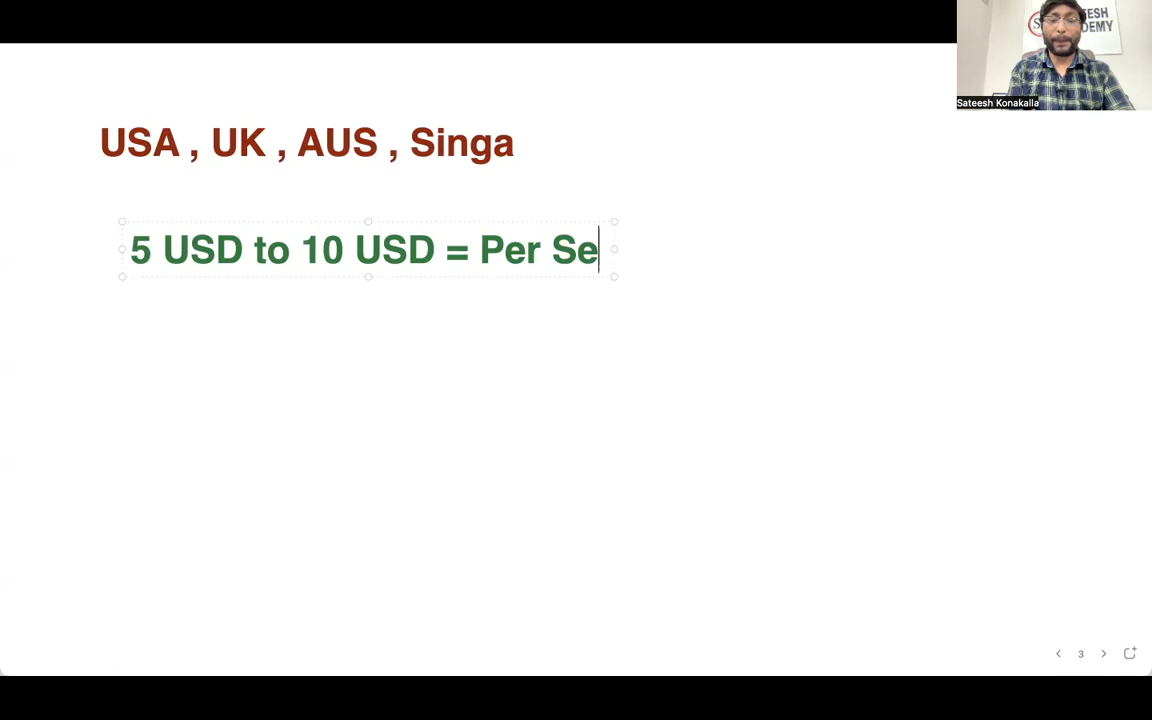 USA , UK , AUS , Singa
5 USD to 10 USD = Per Se
Sateesh Konakalla
3